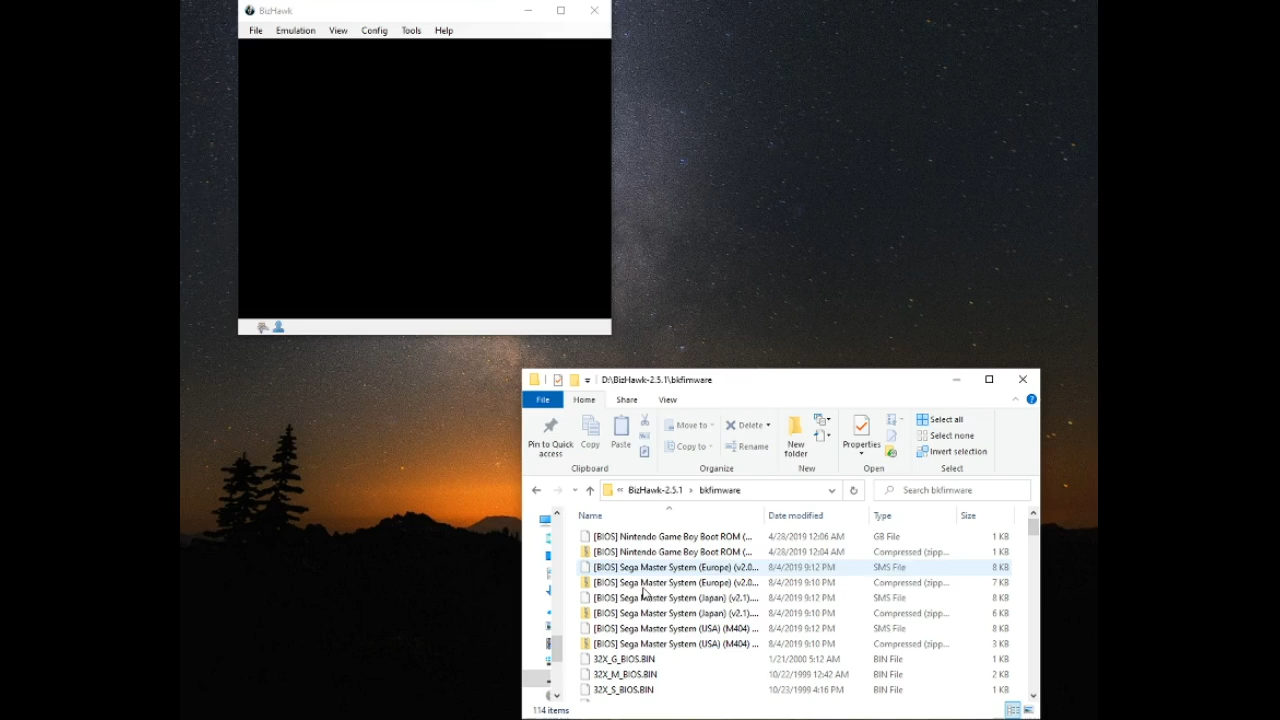 BizHawk
File Emulation View Config Tools Help
D:\BizHawk-2.5.1\bkfimware
File Home Share View
Pin to Quick access
Copy
Paste
Move to
Copy to
Delete
Rename
New folder
Properties
Select all
Select none
Invert selection
Clipboard Organize New Open Select
« BizHawk-2.5.1 › bkfimware
Search bkfimware
Name Date modified Type Size
[BIOS] Nintendo Game Boy Boot ROM (... 4/28/2019 12:06 AM GB File 1 KB
[BIOS] Nintendo Game Boy Boot ROM (... 4/28/2019 12:04 AM Compressed (zipp... 1 KB
[BIOS] Sega Master System (Europe) (v2.0... 8/4/2019 9:12 PM SMS File 8 KB
[BIOS] Sega Master System (Europe) (v2.0... 8/4/2019 9:10 PM Compressed (zipp... 7 KB
[BIOS] Sega Master System (Japan) (v2.1).... 8/4/2019 9:12 PM SMS File 8 KB
[BIOS] Sega Master System (Japan) (v2.1).... 8/4/2019 9:10 PM Compressed (zipp... 6 KB
[BIOS] Sega Master System (USA) (M404) ... 8/4/2019 9:12 PM SMS File 8 KB
[BIOS] Sega Master System (USA) (M404) ... 8/4/2019 9:10 PM Compressed (zipp... 3 KB
32X_G_BIOS.BIN 1/21/2000 5:12 AM BIN File 1 KB
32X_M_BIOS.BIN 10/22/1999 12:42 AM BIN File 2 KB
32X_S_BIOS.BIN 10/23/1999 4:16 PM BIN File 1 KB
114 items